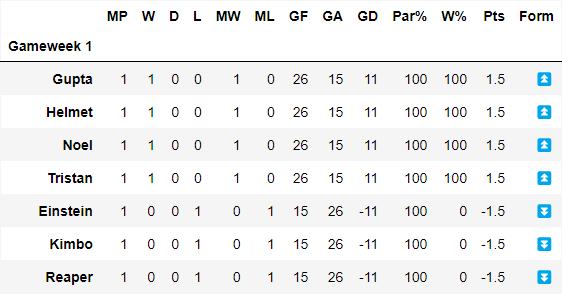 MP W D L MW ML GF GA GD Par% W% Pts Form
Gameweek 1
Gupta 1 1 0 0 1 0 26 15 11 100 100 1.5 ⏫
Helmet 1 1 0 0 1 0 26 15 11 100 100 1.5 ⏫
Noel 1 1 0 0 1 0 26 15 11 100 100 1.5 ⏫
Tristan 1 1 0 0 1 0 26 15 11 100 100 1.5 ⏫
Einstein 1 0 0 1 0 1 15 26 -11 100 0 -1.5 ⏬
Kimbo 1 0 0 1 0 1 15 26 -11 100 0 -1.5 ⏬
Reaper 1 0 0 1 0 1 15 26 -11 100 0 -1.5 ⏬